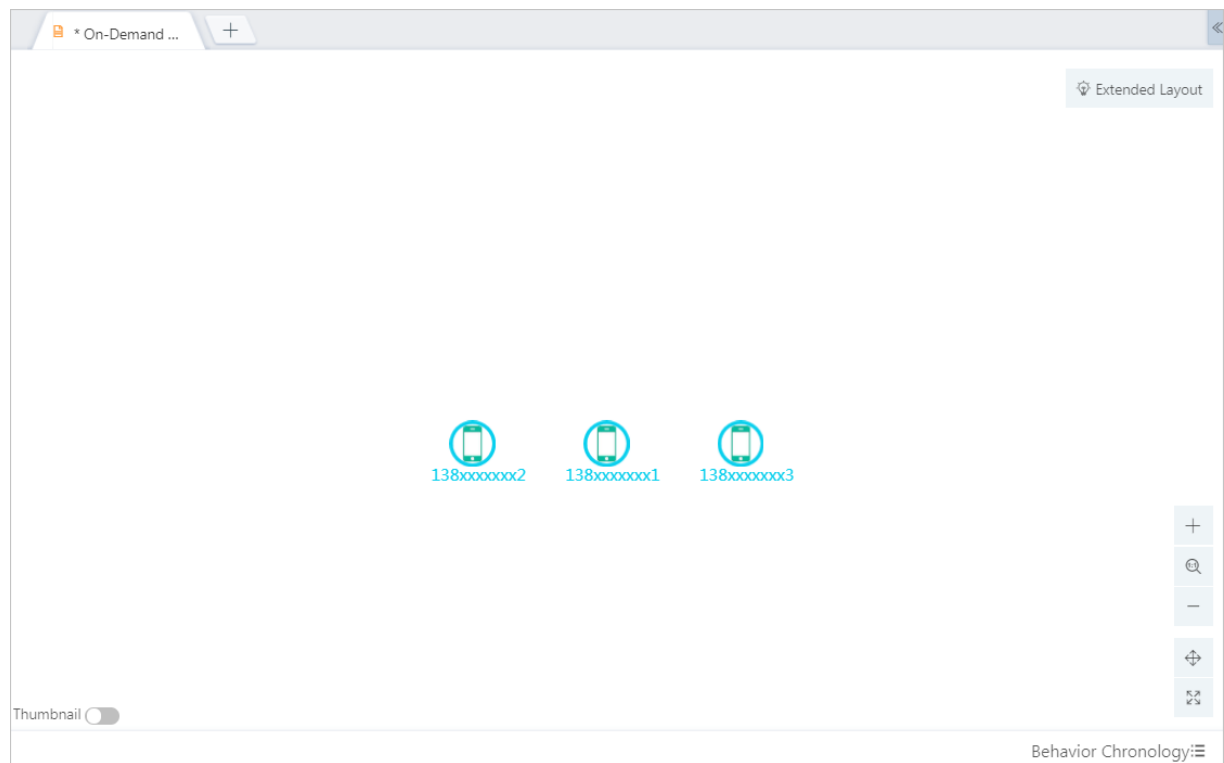 * On-Demand ...
Extended Layout
138xxxxxxx2 138xxxxxxx1 138xxxxxxx3
Thumbnail
Behavior Chronology